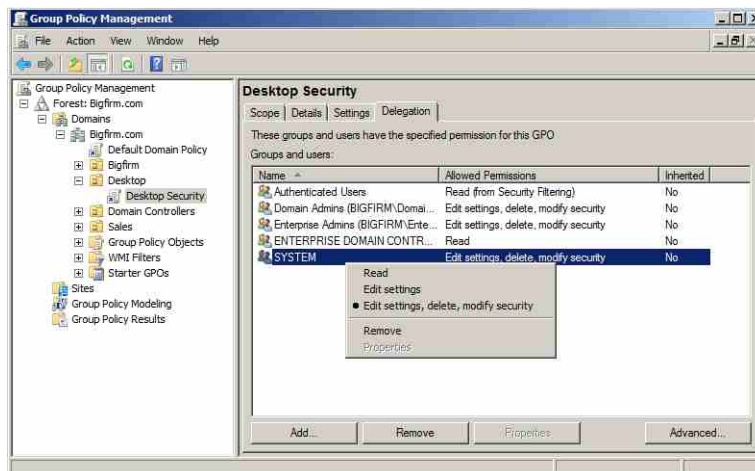 Group Policy Management
File Action View Window Help
Group Policy Management
Forest: Bigfirm.com
Domains
Bigfirm.com
Default Domain Policy
Bigfirm
Desktop
Desktop Security
Domain Controllers
Sales
Group Policy Objects
WMI Filters
Starter GPOs
Sites
Group Policy Modeling
Group Policy Results
Desktop Security
Scope Details Settings Delegation
These groups and users have the specified permission for this GPO
Groups and users:
Name Allowed Permissions Inherited
Authenticated Users Read (from Security Filtering) No
Domain Admins (BIGFIRM\Domai... Edit settings, delete, modify security No
Enterprise Admins (BIGFIRM\Ente... Edit settings, delete, modify security No
ENTERPRISE DOMAIN CONTR... Read No
SYSTEM Edit settings, delete, modify security No
Read
Edit settings
Edit settings, delete, modify security
Remove
Properties
Add... Remove Properties Advanced...